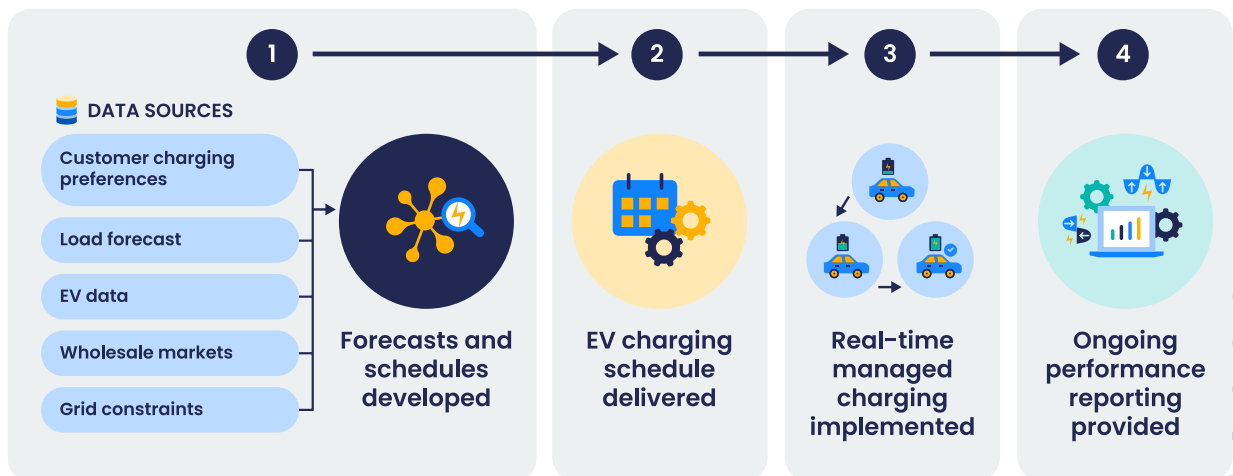 1
2
3
4
DATA SOURCES
Customer charging
preferences
Load forecast
EV data
Wholesale markets
Grid constraints
Forecasts and
schedules
developed
EV charging
schedule
delivered
Real-time
managed
charging
implemented
Ongoing
performance
reporting
provided